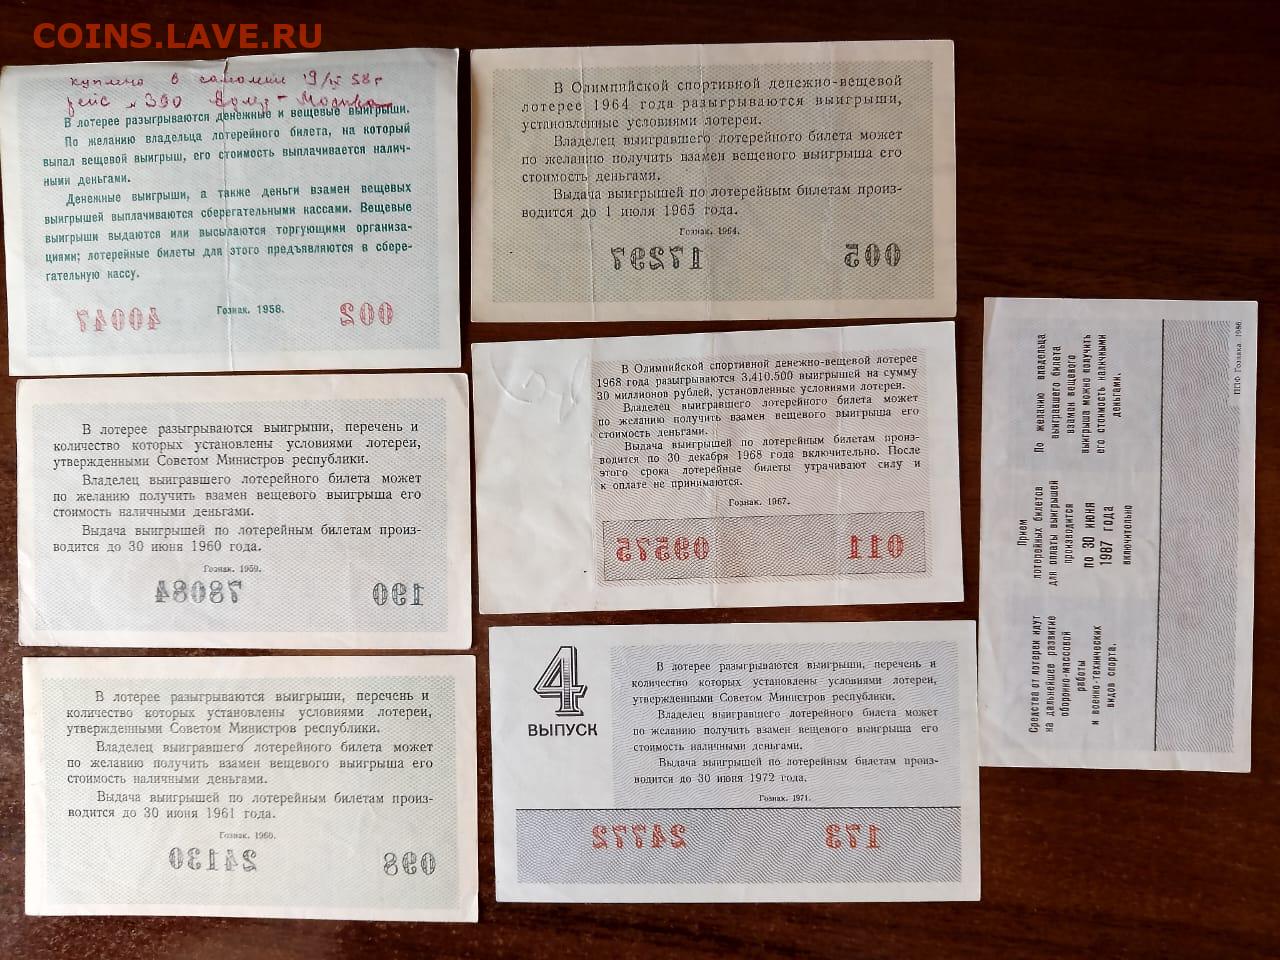 COINS.LAVE.RU
куплено в самолете 19/IX 58 г
рейс № 390 - Москва
В лотерее разыгрываются денежные и вещевые выигрыши.
По желанию владельца лотерейного билета, на который
выпал вещевой выигрыш, его стоимость выплачивается налич-
ными деньгами.
Денежные выигрыши, а также деньги взамен вещевых
выигрышей выплачиваются сберегательными кассами. Вещевые
выигрыши выдаются или высылаются торгующими организа-
циями; лотерейные билеты для этого предъявляются в сбере-
гательную кассу.
Гознак. 1958.
40047 002
В лотерее разыгрываются выигрыши, перечень и
количество которых установлены условиями лотереи,
утвержденными Советом Министров республики.
Владелец выигравшего лотерейного билета может
по желанию получить взамен вещевого выигрыша его
стоимость наличными деньгами.
Выдача выигрышей по лотерейным билетам произ-
водится до 30 июня 1960 года.
Гознак. 1959.
78084 190
В лотерее разыгрываются выигрыши, перечень и
количество которых установлены условиями лотереи,
утвержденными Советом Министров республики.
Владелец выигравшего лотерейного билета может
по желанию получить взамен вещевого выигрыша его
стоимость наличными деньгами.
Выдача выигрышей по лотерейным билетам произ-
водится до 30 июня 1961 года.
Гознак. 1960.
24130 098
В Олимпийской спортивной денежно-вещевой
лотерее 1964 года разыгрываются выигрыши,
установленные условиями лотереи.
Владелец выигравшего лотерейного билета может
по желанию получить взамен вещевого выигрыша его
стоимость деньгами.
Выдача выигрышей по лотерейным билетам произ-
водится до 1 июля 1965 года.
Гознак. 1964.
17297 005
В Олимпийской спортивной денежно-вещевой лотерее
1968 года разыгрываются 3.410.500 выигрышей на сумму
30 миллионов рублей, установленные условиями лотереи.
Владелец выигравшего лотерейного билета может
по желанию получить взамен вещевого выигрыша его
стоимость деньгами.
Выдача выигрышей по лотерейным билетам произ-
водится по 30 декабря 1968 года включительно. После
этого срока лотерейные билеты утрачивают силу и
к оплате не принимаются.
Гознак. 1967.
09575 011
4
ВЫПУСК
В лотерее разыгрываются выигрыши, перечень и
количество которых установлены условиями лотереи,
утвержденными Советом Министров республики.
Владелец выигравшего лотерейного билета может
по желанию получить взамен вещевого выигрыша его
стоимость наличными деньгами.
Выдача выигрышей по лотерейным билетам произ-
водится до 30 июня 1972 года.
Гознак. 1971.
24772 173
Средства от лотереи идут
на дальнейшее развитие
оборонно-массовой
работы
и военно-технических
видов спорта.
Прием
лотерейных билетов
для оплаты выигрышей
производится
по 30 июня
1987 года
включительно
По желанию владельца
выигравшего билета
взамен вещевого
выигрыша можно получить
его стоимость наличными
деньгами.
ППФ Гознака. 1986.